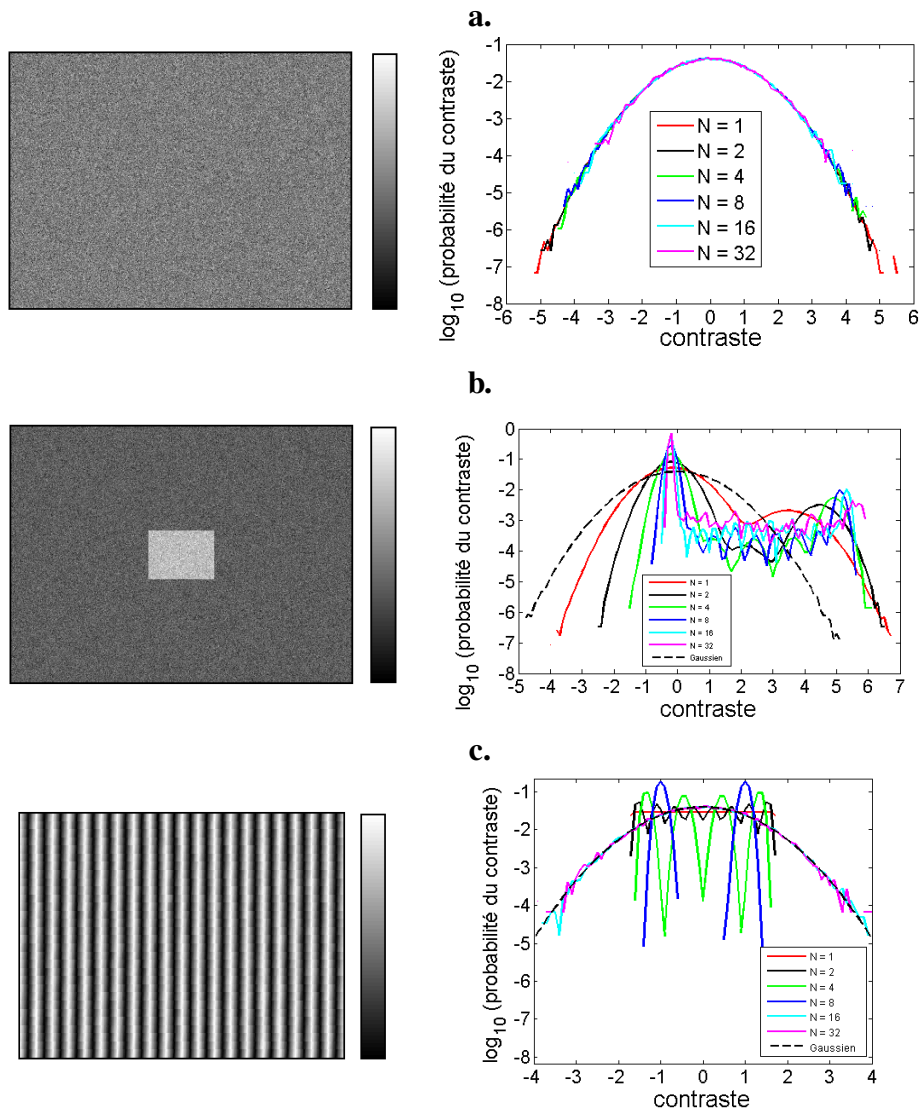 a.
-1
-2
-3
-4
-5
-6
-7
-8
log10 (probabilité du contraste)
N = 1
N = 2
N = 4
N = 8
N = 16
N = 32
-6 -5 -4 -3 -2 -1 0 1 2 3 4 5 6
contraste
b.
0
-1
-2
-3
-4
-5
-6
-7
-8
log10 (probabilité du contraste)
N = 1
N = 2
N = 4
N = 8
N = 16
N = 32
Gaussien
-5 -4 -3 -2 -1 0 1 2 3 4 5 6 7
contraste
c.
-1
-2
-3
-4
-5
-6
-7
-8
log10 (probabilité du contraste)
N = 1
N = 2
N = 4
N = 8
N = 16
N = 32
Gaussien
-4 -3 -2 -1 0 1 2 3 4
contraste